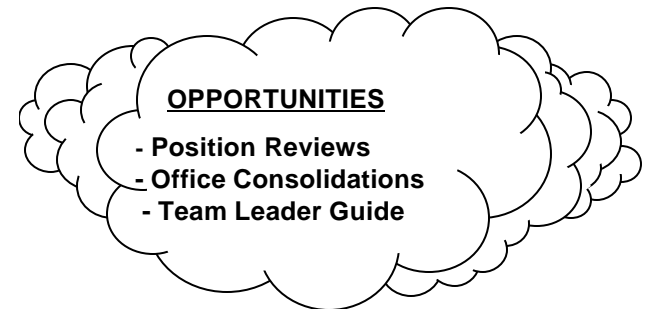 OPPORTUNITIES
- Position Reviews
- Office Consolidations
- Team Leader Guide